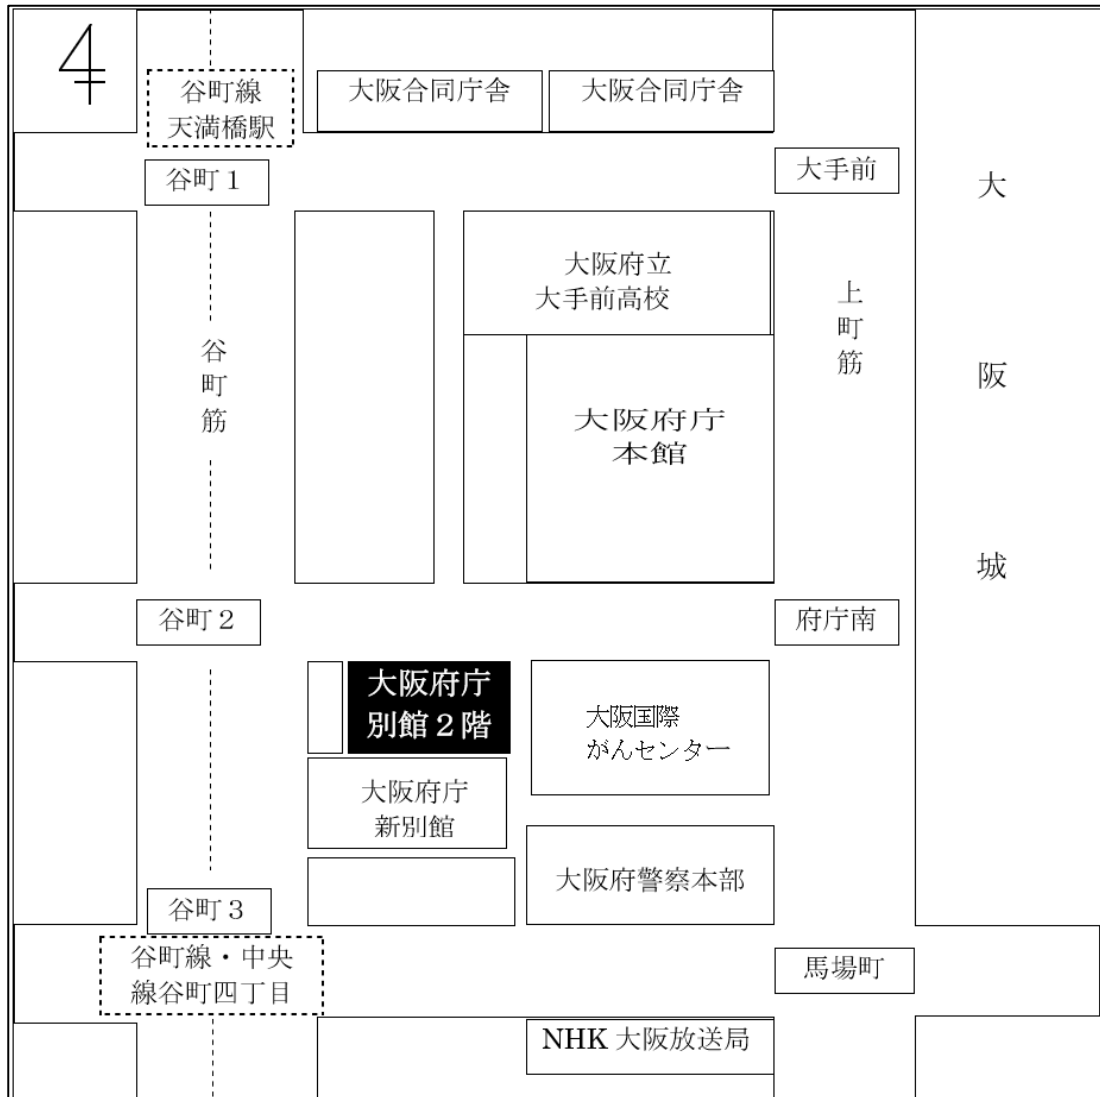 谷町線
天満橋駅
大阪合同庁舎
大阪合同庁舎
谷町１
大手前
大阪府立
大手前高校
上町筋
谷町筋
大阪城
大阪府庁
本館
谷町２
府庁南
大阪府庁
別館２階
大阪国際
がんセンター
大阪府庁
新別館
大阪府警察本部
谷町３
谷町線・中央
線谷町四丁目
馬場町
NHK 大阪放送局